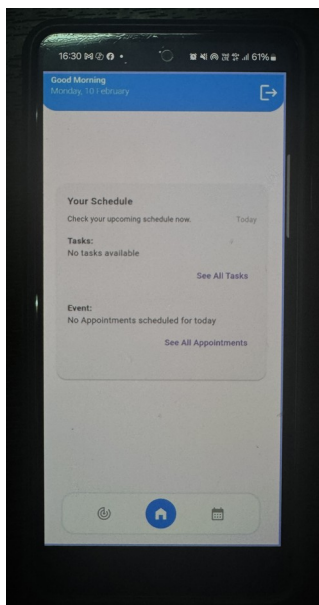 16:30 61%
Good Morning
Monday, 10 February
Your Schedule
Check your upcoming schedule now. Today
Tasks:
No tasks available
See All Tasks
Event:
No Appointments scheduled for today
See All Appointments